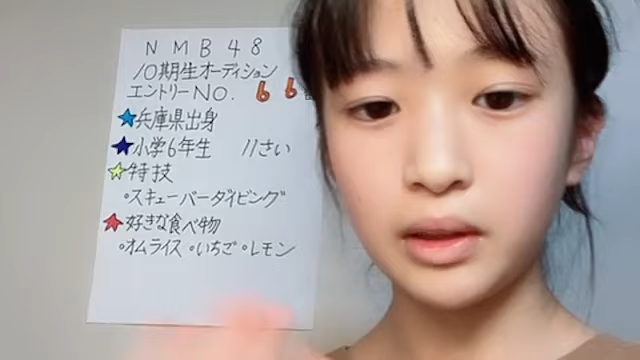 NMB48
10期生オーディション
エントリーNO. 66
★兵庫県出身
★小学6年生 11さい
★特技
◦スキューバーダイビング
★好きな食べ物
◦オムライス ◦いちご ◦レモン